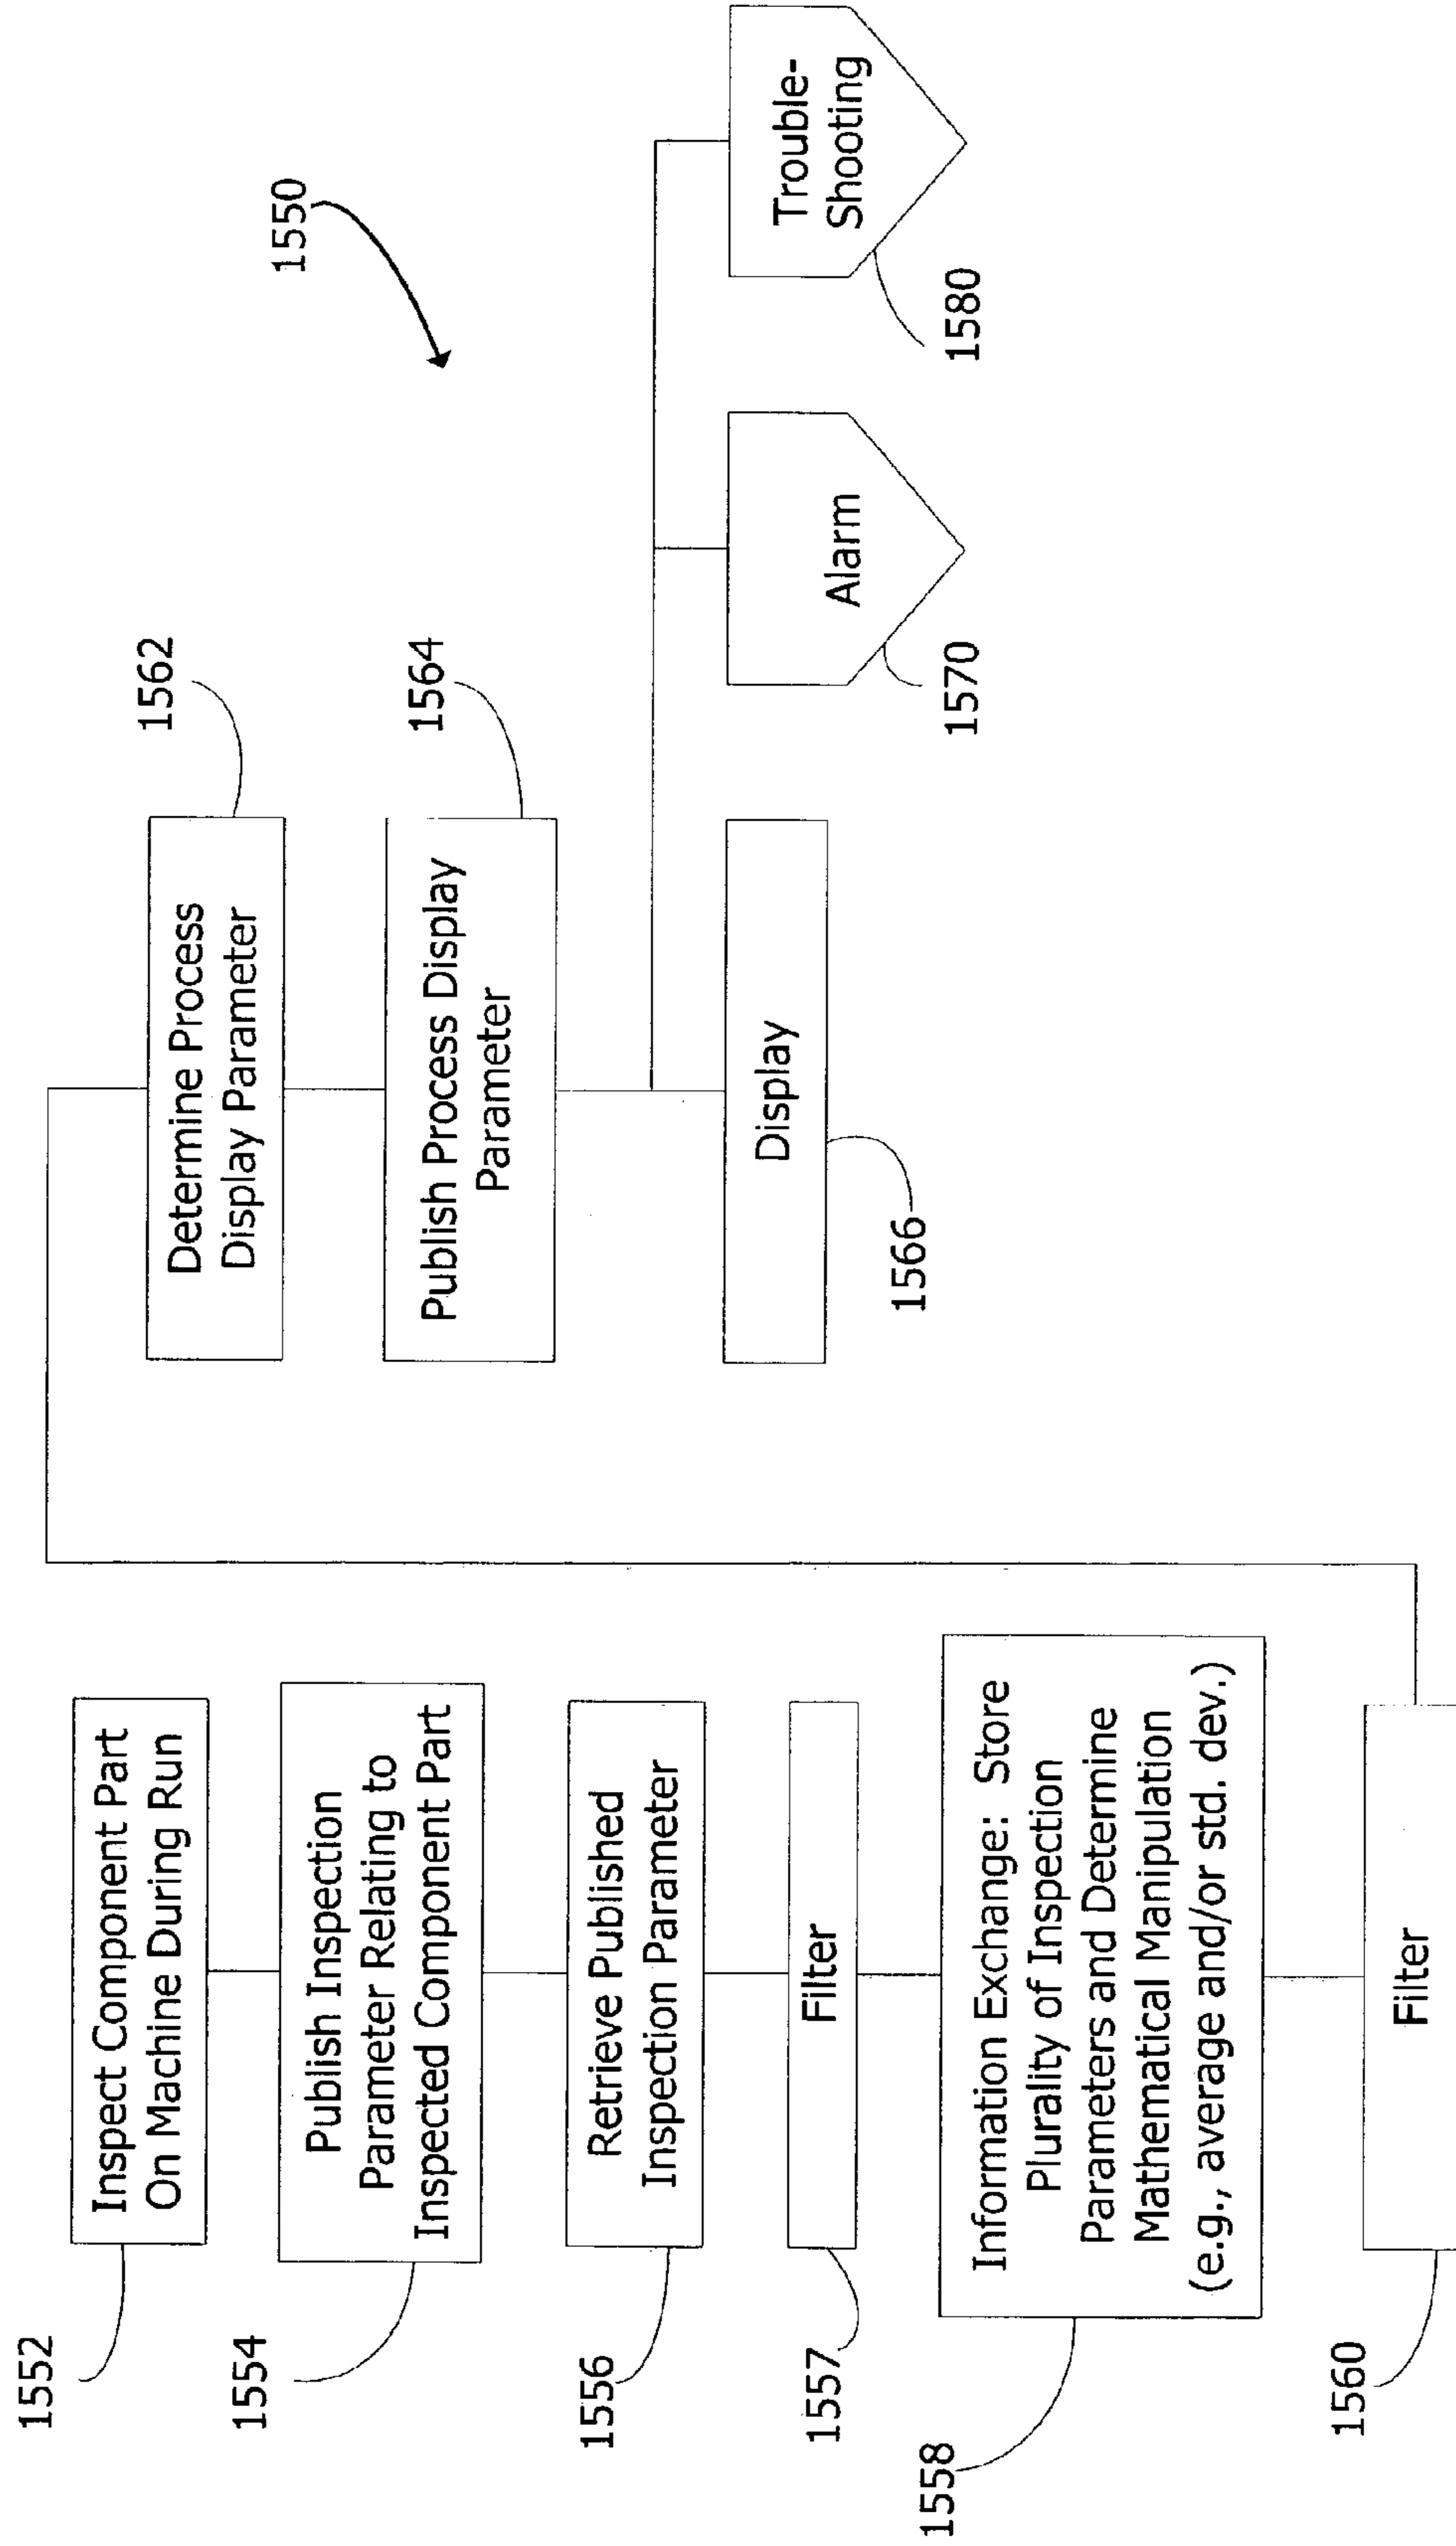 1550
1552
Inspect Component Part
On Machine During Run
1554
Publish Inspection
Parameter Relating to
Inspected Component Part
1556
Retrieve Published
Inspection Parameter
1557
Filter
1558
Information Exchange: Store
Plurality of Inspection
Parameters and Determine
Mathematical Manipulation
(e.g., average and/or std. dev.)
1560
Filter
1562
Determine Process
Display Parameter
1564
Publish Process Display
Parameter
1566
Display
1570
Alarm
1580
Trouble-
Shooting